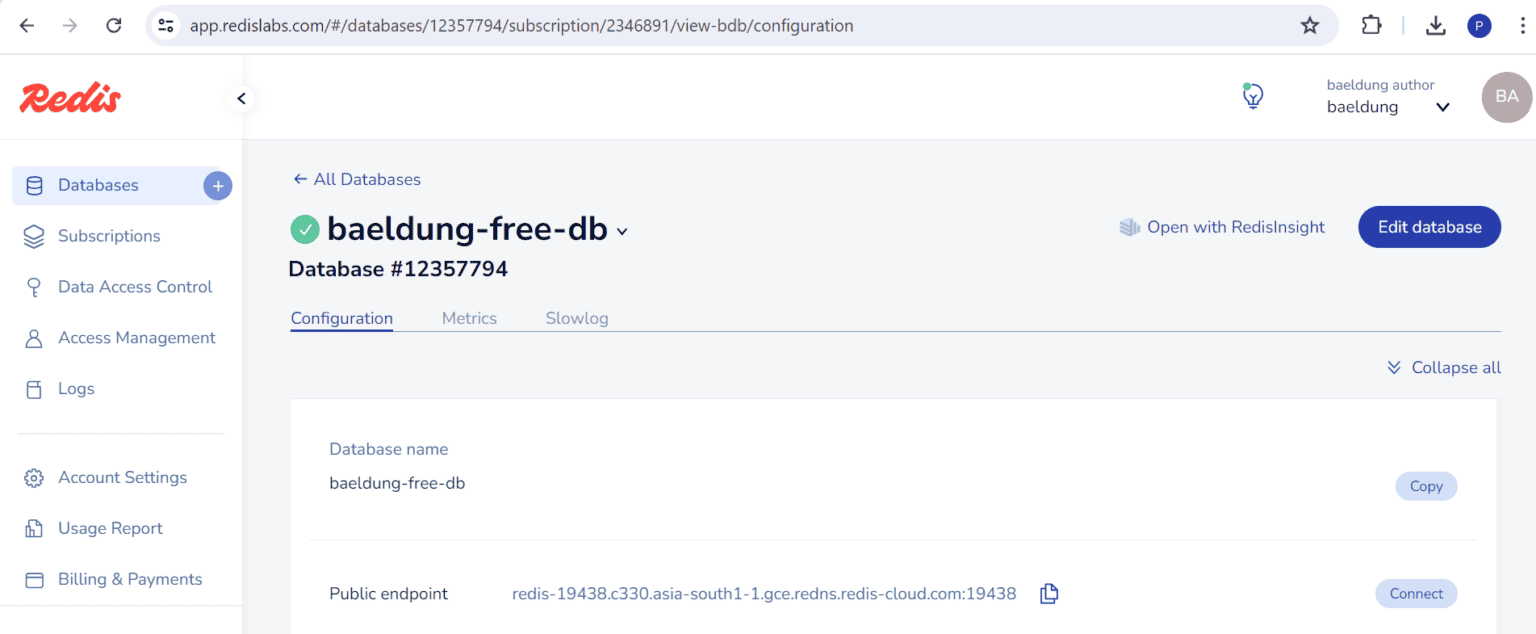 app.redislabs.com/#/databases/12357794/subscription/2346891/view-bdb/configuration
P
Redis
baeldung author
baeldung
BA
Databases
Subscriptions
Data Access Control
Access Management
Logs
Account Settings
Usage Report
Billing & Payments
All Databases
baeldung-free-db
Open with RedisInsight
Edit database
Database #12357794
Configuration Metrics Slowlog
Collapse all
Database name
baeldung-free-db
Copy
Public endpoint redis-19438.c330.asia-south1-1.gce.redns.redis-cloud.com:19438 Connect